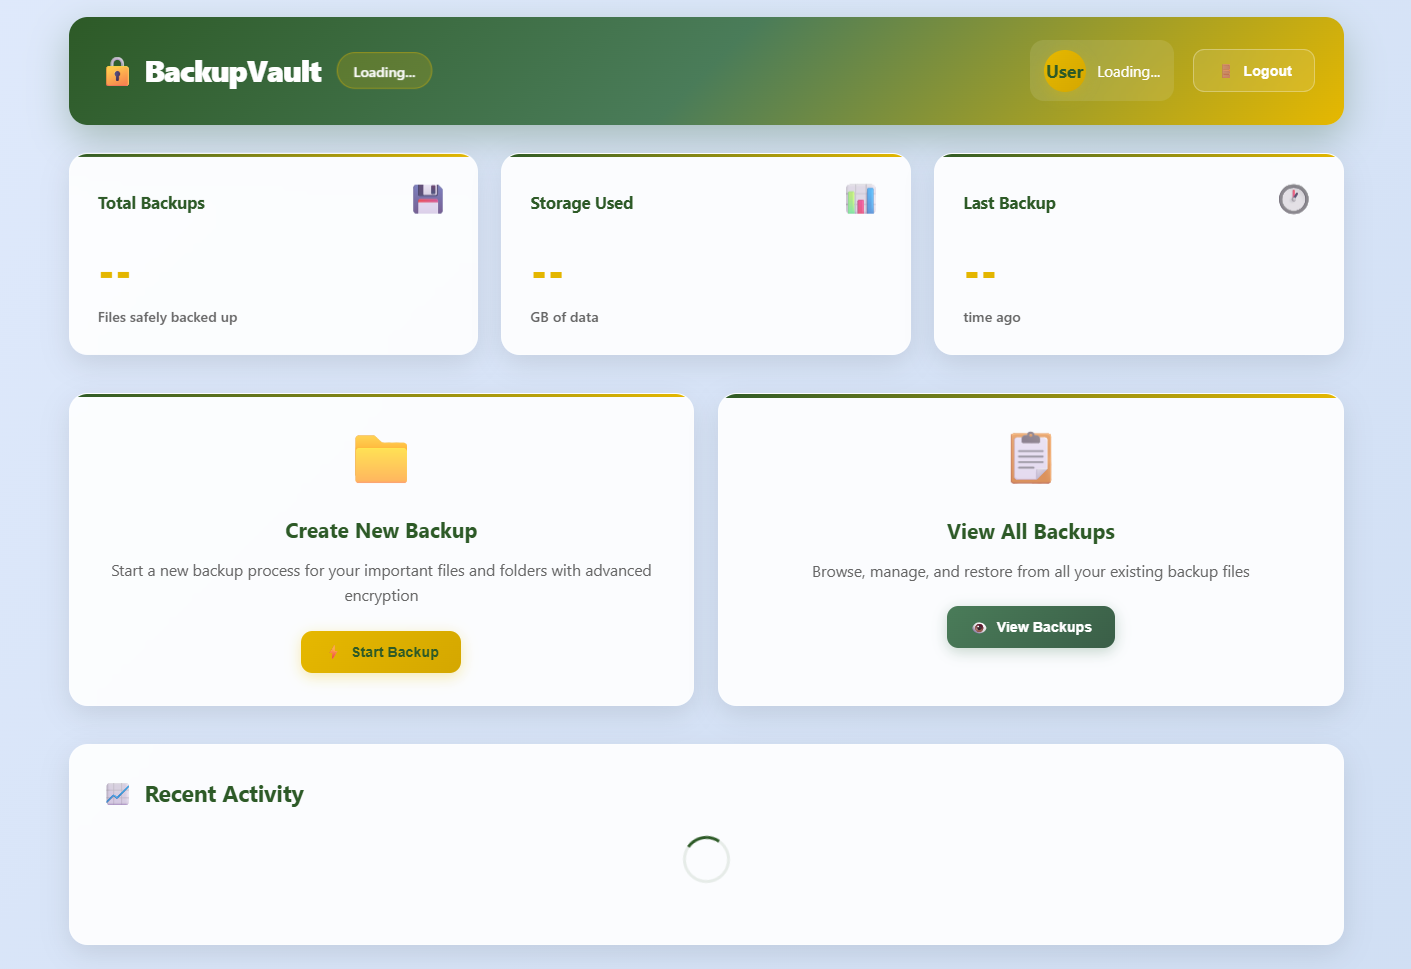 BackupVault
Loading...
User
Loading...
Logout
Total Backups
--
Files safely backed up
Storage Used
--
GB of data
Last Backup
--
time ago
Create New Backup
Start a new backup process for your important files and folders with advanced
encryption
Start Backup
View All Backups
Browse, manage, and restore from all your existing backup files
View Backups
Recent Activity